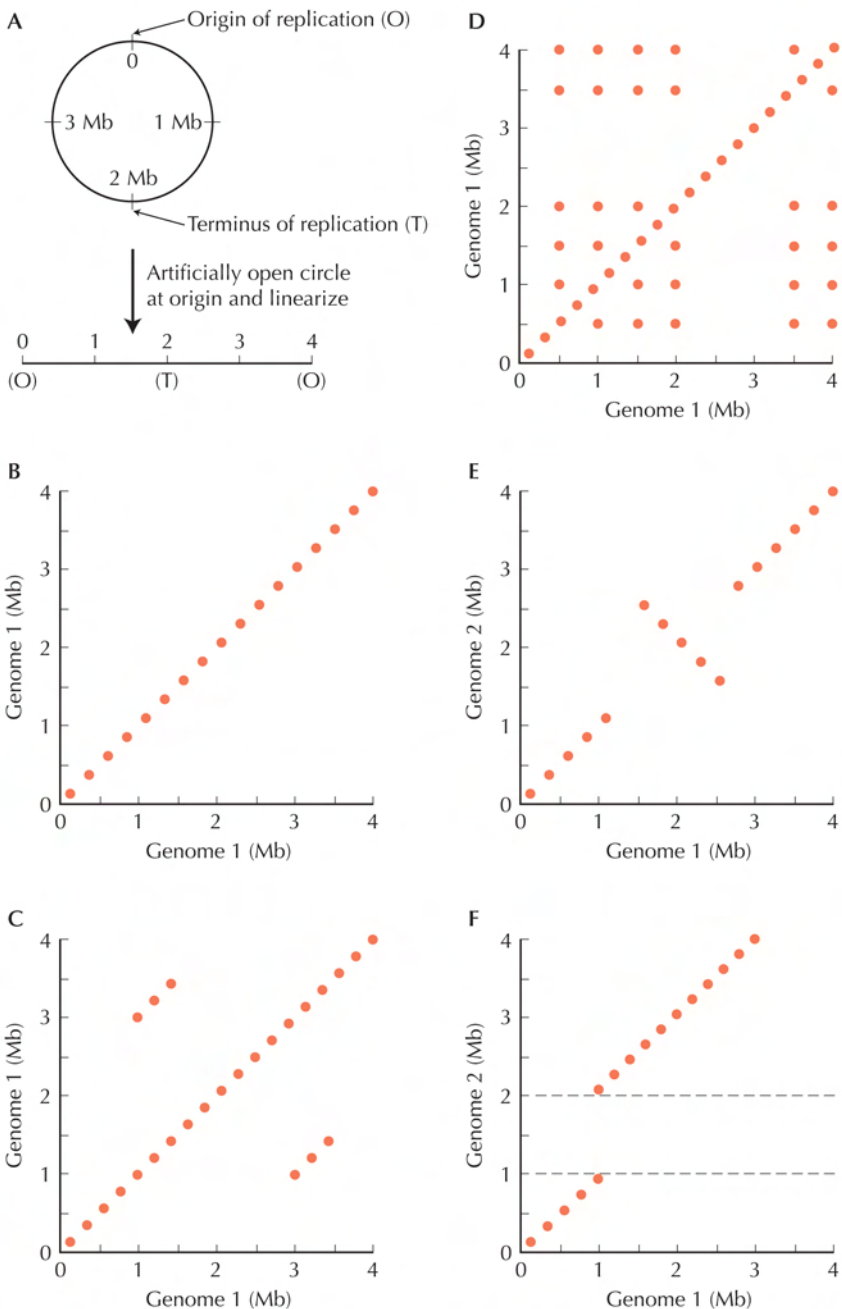 A
Origin of replication (O)
0
3 Mb
1 Mb
2 Mb
Terminus of replication (T)
Artificially open circle
at origin and linearize
0 1 2 3 4
(O) (T) (O)
B
4
3
2
1
0
0 1 2 3 4
Genome 1 (Mb)
Genome 1 (Mb)
C
4
3
2
1
0
0 1 2 3 4
Genome 1 (Mb)
Genome 1 (Mb)
D
4
3
2
1
0
0 1 2 3 4
Genome 1 (Mb)
Genome 1 (Mb)
E
4
3
2
1
0
0 1 2 3 4
Genome 2 (Mb)
Genome 1 (Mb)
F
4
3
2
1
0
0 1 2 3 4
Genome 2 (Mb)
Genome 1 (Mb)